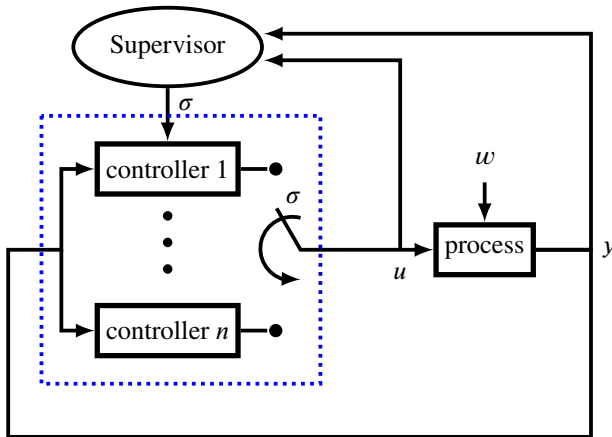 Supervisor
σ
controller 1
σ
w
process
y
u
controller n